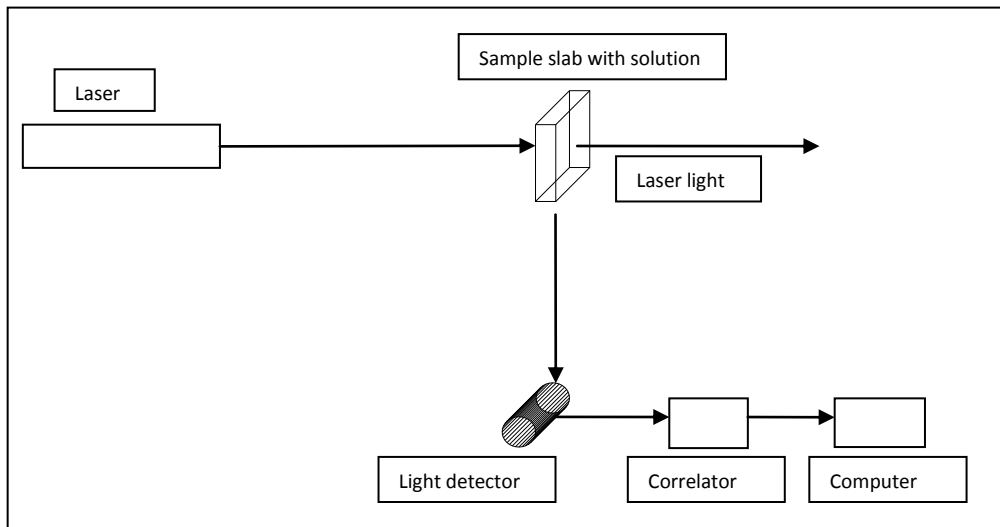 Sample slab with solution
Laser
Laser light
Light detector
Correlator
Computer